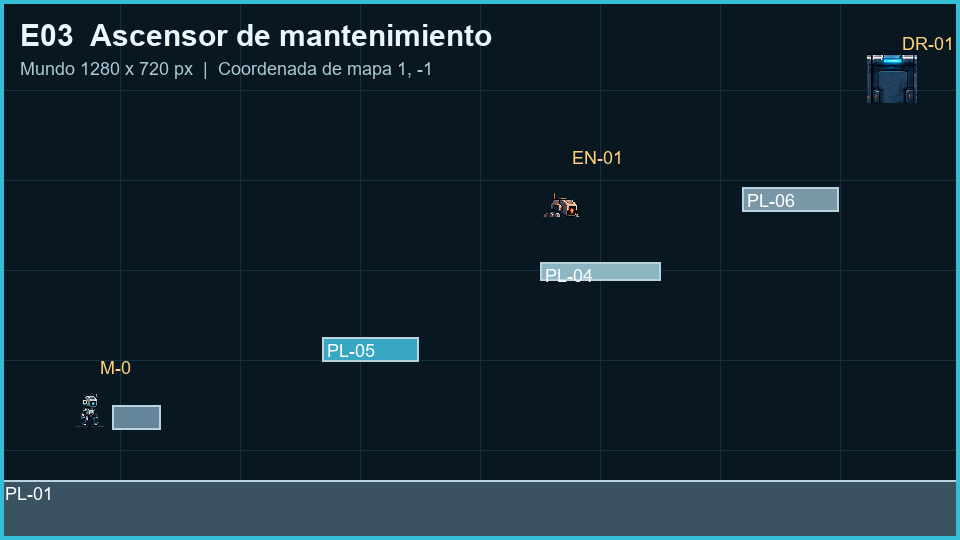 E03  Ascensor de mantenimiento
Mundo 1280 x 720 px  |  Coordenada de mapa 1, -1
DR-01
EN-01
PL-06
PL-04
PL-05
M-0
PL-01